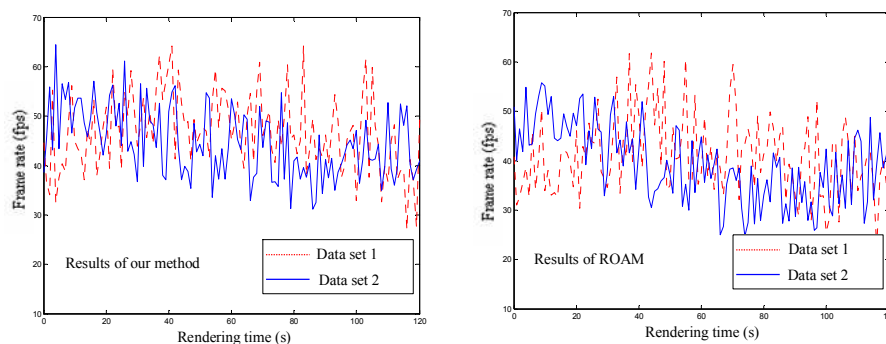 70
60
50
40
30
20
10
Frame rate (fps)
Results of our method
Data set 1
Data set 2
0 20 40 60 80 100 120
Rendering time (s)
70
60
50
40
30
20
10
Frame rate (fps)
Results of ROAM
Data set 1
Data set 2
0 20 40 60 80 100
Rendering time (s)